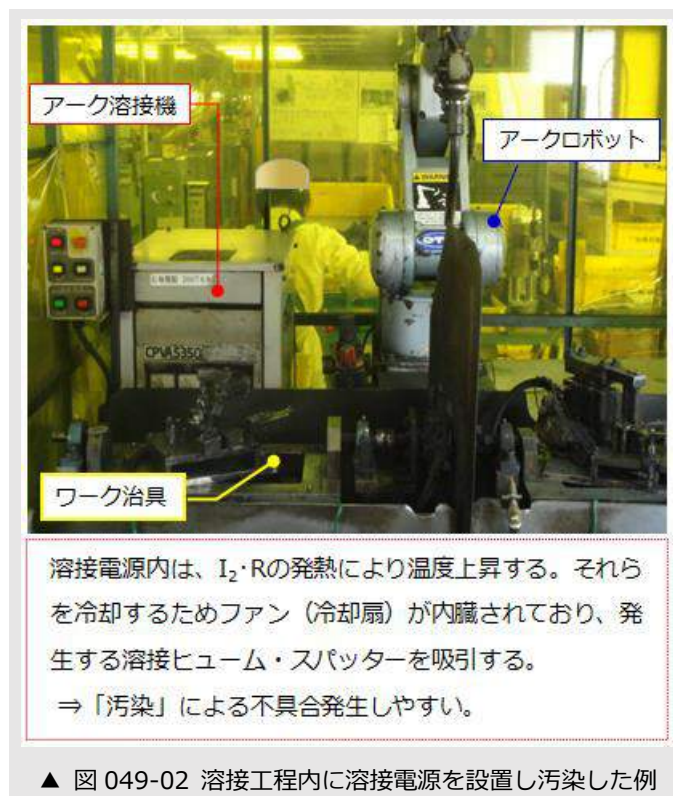 アーク溶接機
アークロボット
WARNING
CPVAS350
ワーク治具
溶接電源内は、I₂･Rの発熱により温度上昇する。それら
を冷却するためファン（冷却扇）が内臓されており、発
生する溶接ヒューム・スパッターを吸引する。
⇒「汚染」による不具合発生しやすい。
▲ 図 049-02 溶接工程内に溶接電源を設置し汚染した例